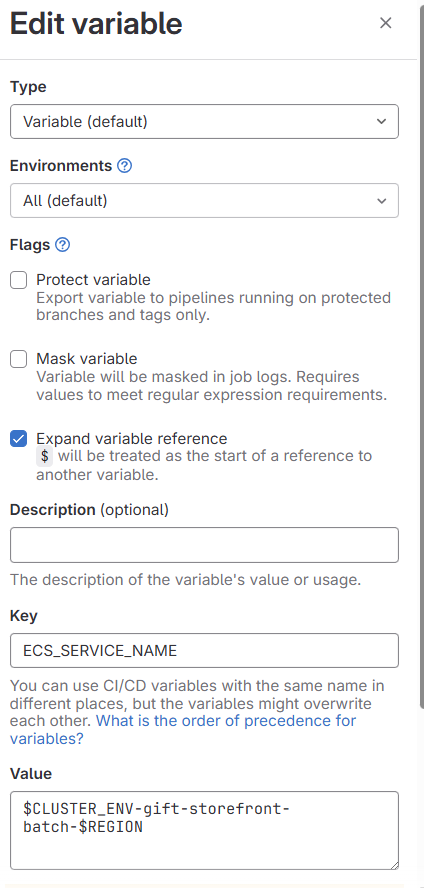 Edit variable
Type
Variable (default)
Environments
All (default)
Flags
Protect variable
Export variable to pipelines running on protected
branches and tags only.
Mask variable
Variable will be masked in job logs. Requires
values to meet regular expression requirements.
Expand variable reference
$ will be treated as the start of a reference to
another variable.
Description (optional)
The description of the variable's value or usage.
Key
ECS_SERVICE_NAME
You can use CI/CD variables with the same name in
different places, but the variables might overwrite
each other. What is the order of precedence for
variables?
Value
$CLUSTER_ENV-gift-storefront-
batch-$REGION